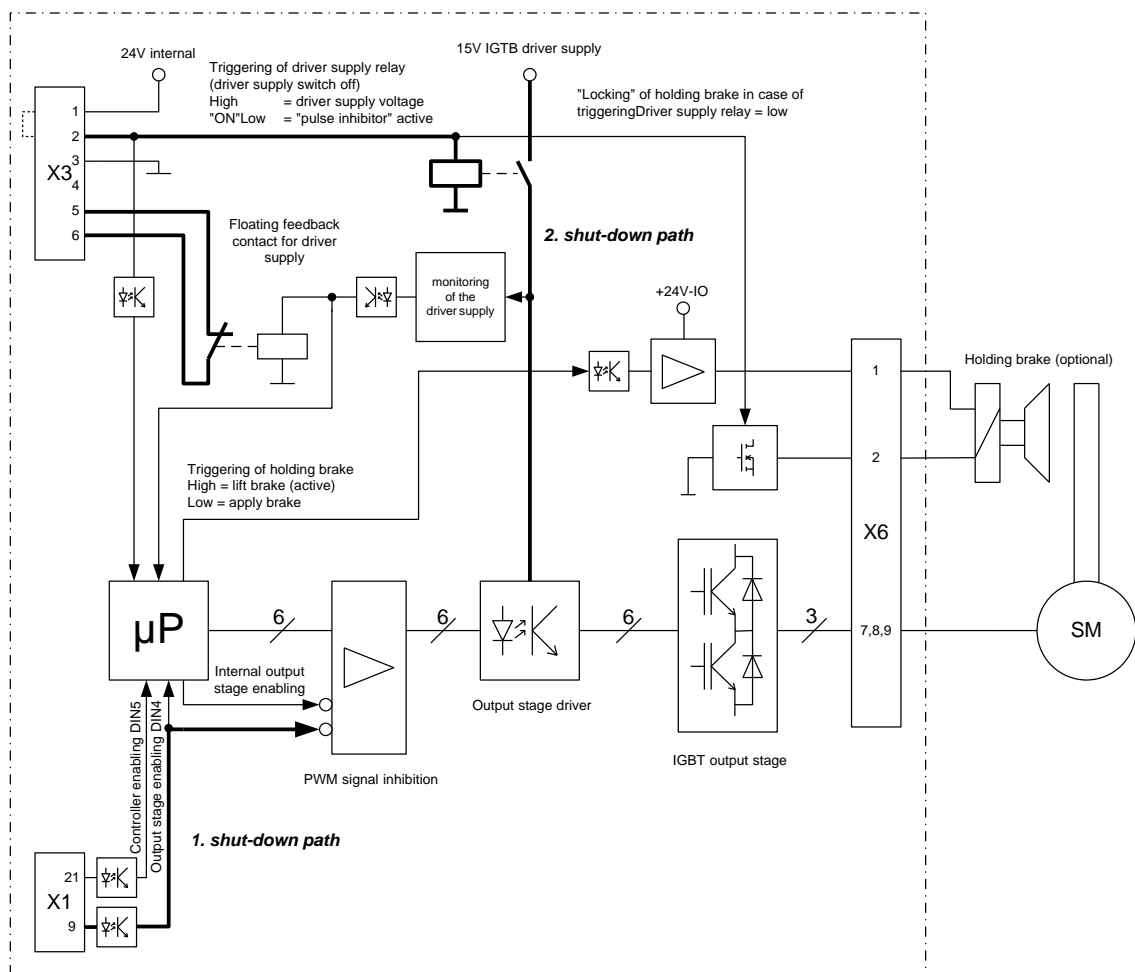 24V internal
Triggering of driver supply relay
(driver supply switch off)
High = driver supply voltage
"ON"Low = "pulse inhibitor" active
15V IGTB driver supply
"Locking" of holding brake in case of
triggeringDriver supply relay = low
1
2
3
4
5
6
X3
Floating feedback
contact for driver
supply
2. shut-down path
monitoring
of the
driver supply
+24V-IO
1
2
X6
7,8,9
Holding brake (optional)
Triggering of holding brake
High = lift brake (active)
Low = apply brake
µP
6
6
6
3
SM
Internal output
stage enabling
Output stage driver
PWM signal inhibition
IGBT output stage
Controller enabling DIN5
Output stage enabling DIN4
1. shut-down path
21
X1
9